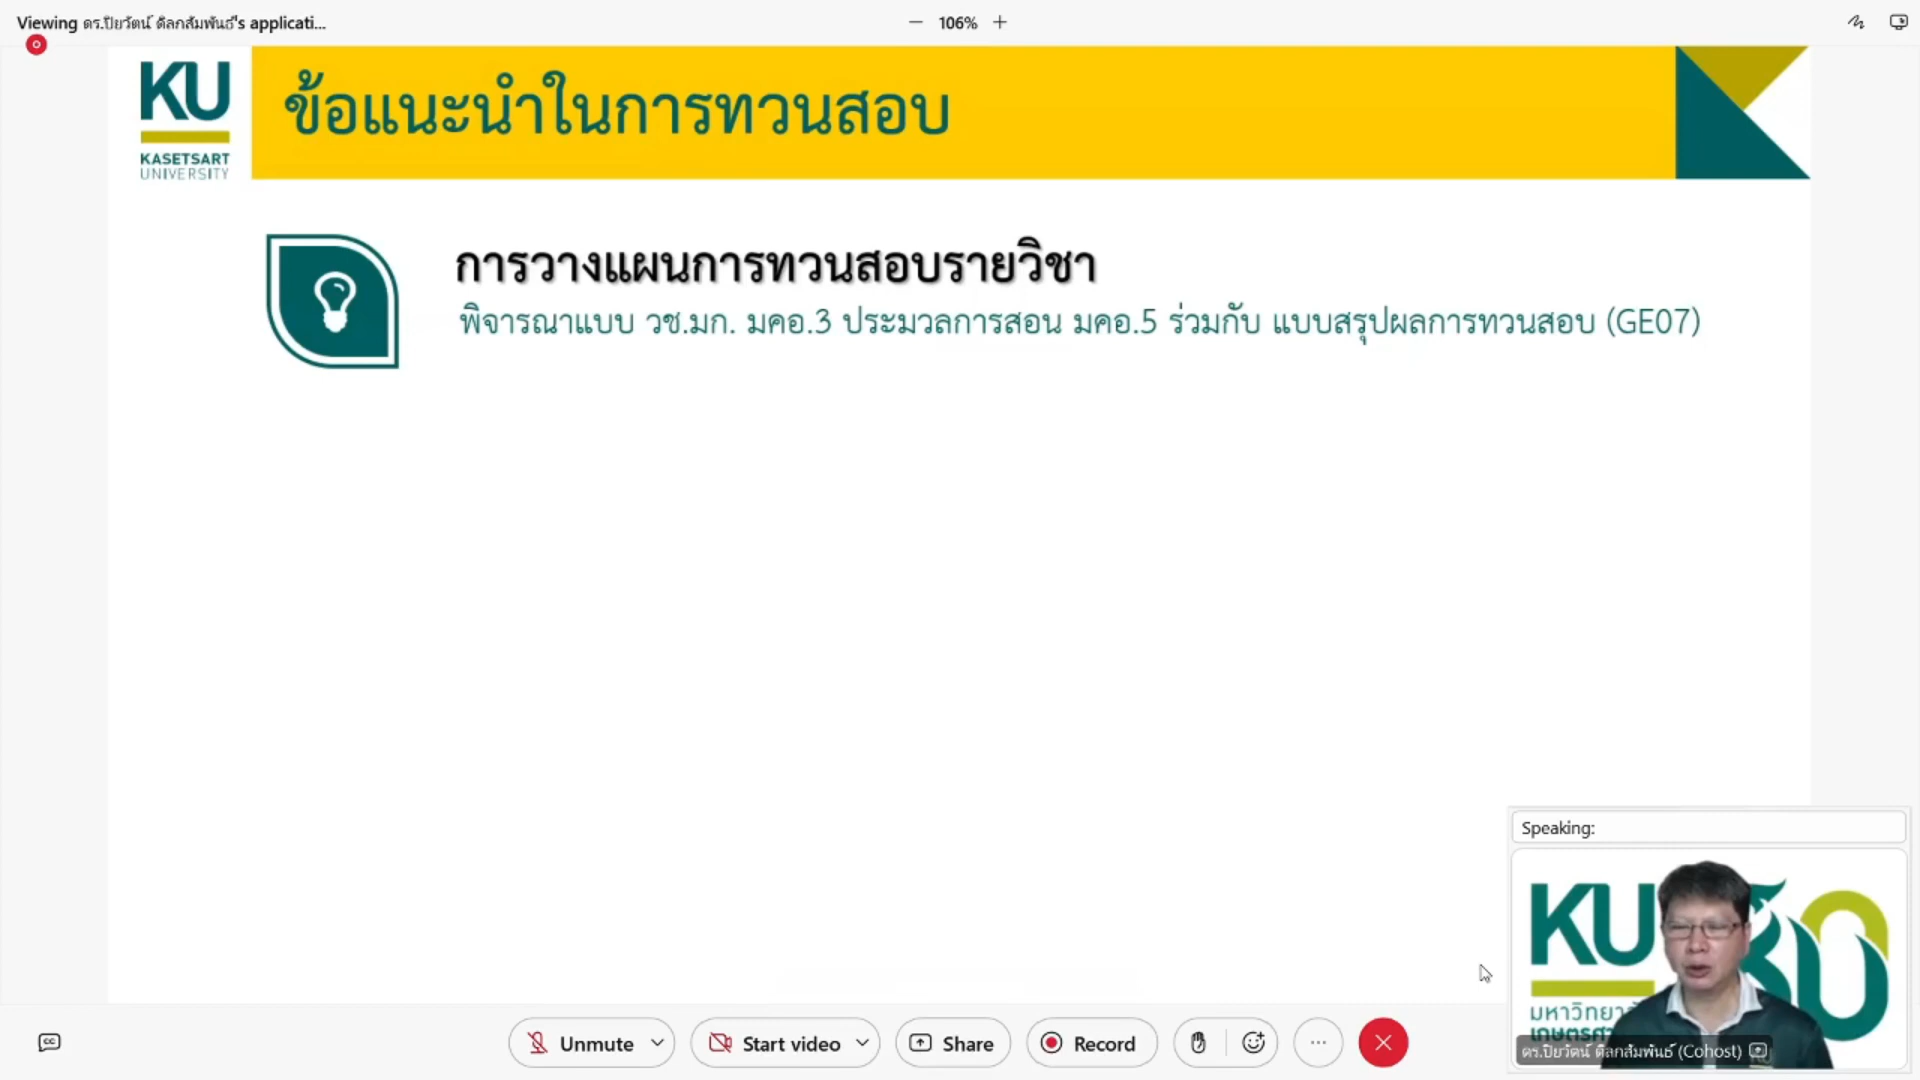 Viewing ดร.ปิยวัตน์ ดิลกสัมพันธ์'s applicati...
106%
KU
KASETSART
UNIVERSITY
ข้อแนะนำในการทวนสอบ
การวางแผนการทวนสอบรายวิชา
พิจารณาแบบ วช.มก. มคอ.3 ประมวลการสอน มคอ.5 ร่วมกับ แบบสรุปผลการทวนสอบ (GE07)
Speaking:
KU
80
ดร.ปิยวัตน์ ดิลกสัมพันธ์ (Cohost)
CC
Unmute
Start video
Share
Record